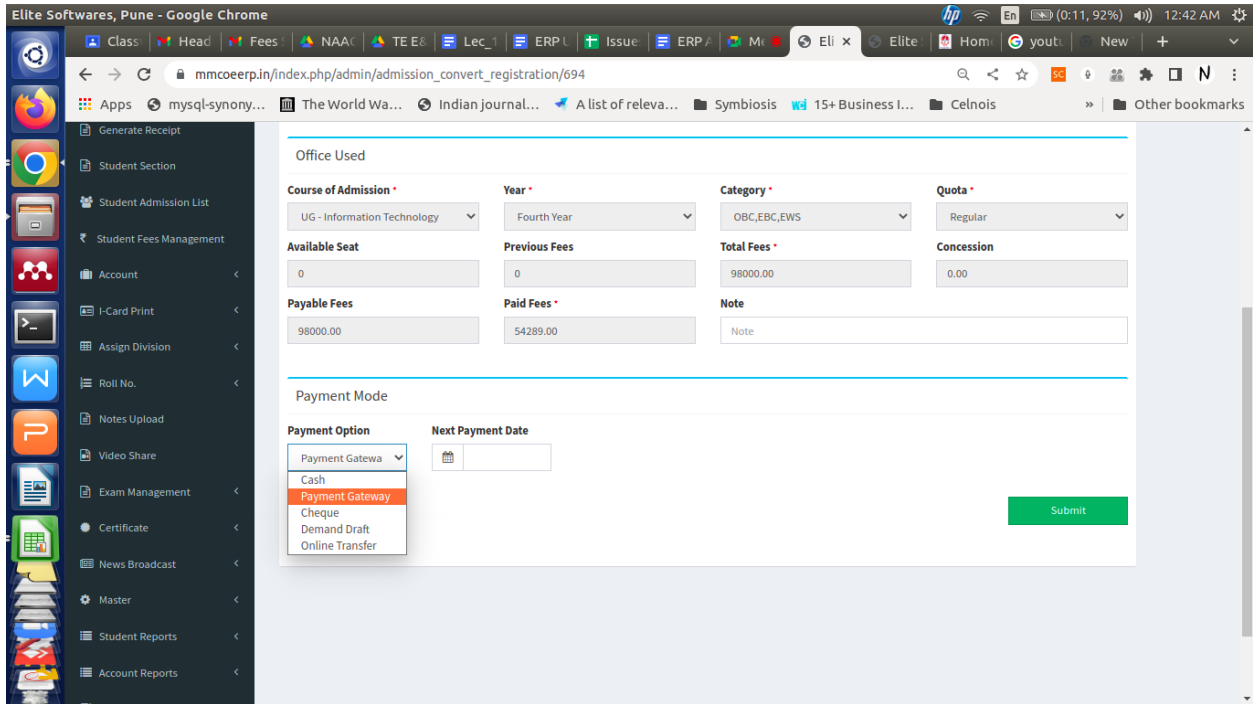 Elite Softwares, Pune - Google Chrome
hp En (0:11, 92%) 12:42 AM
Class Head Fees NAAC TE E& Lec_1 ERP L Issue ERP A Me Eli × Elite Home youtu New +
mmcoeerp.in/index.php/admin/admission_convert_registration/694 SC N
Apps mysql-synony... The World Wa... Indian journal... A list of releva... Symbiosis 15+ Business I... Celnois » Other bookmarks
Generate Receipt
Student Section
Student Admission List
₹ Student Fees Management
Account
I-Card Print
Assign Division
Roll No.
Notes Upload
Video Share
Exam Management
Certificate
News Broadcast
Master
Student Reports
Account Reports
Office Used
Course of Admission * Year * Category * Quota *
UG - Information Technology Fourth Year OBC,EBC,EWS Regular
Available Seat Previous Fees Total Fees * Concession
0 0 98000.00 0.00
Payable Fees Paid Fees * Note
98000.00 54289.00 Note
Payment Mode
Payment Option Next Payment Date
Payment Gatewa
Cash
Payment Gateway
Cheque
Demand Draft
Online Transfer
Submit